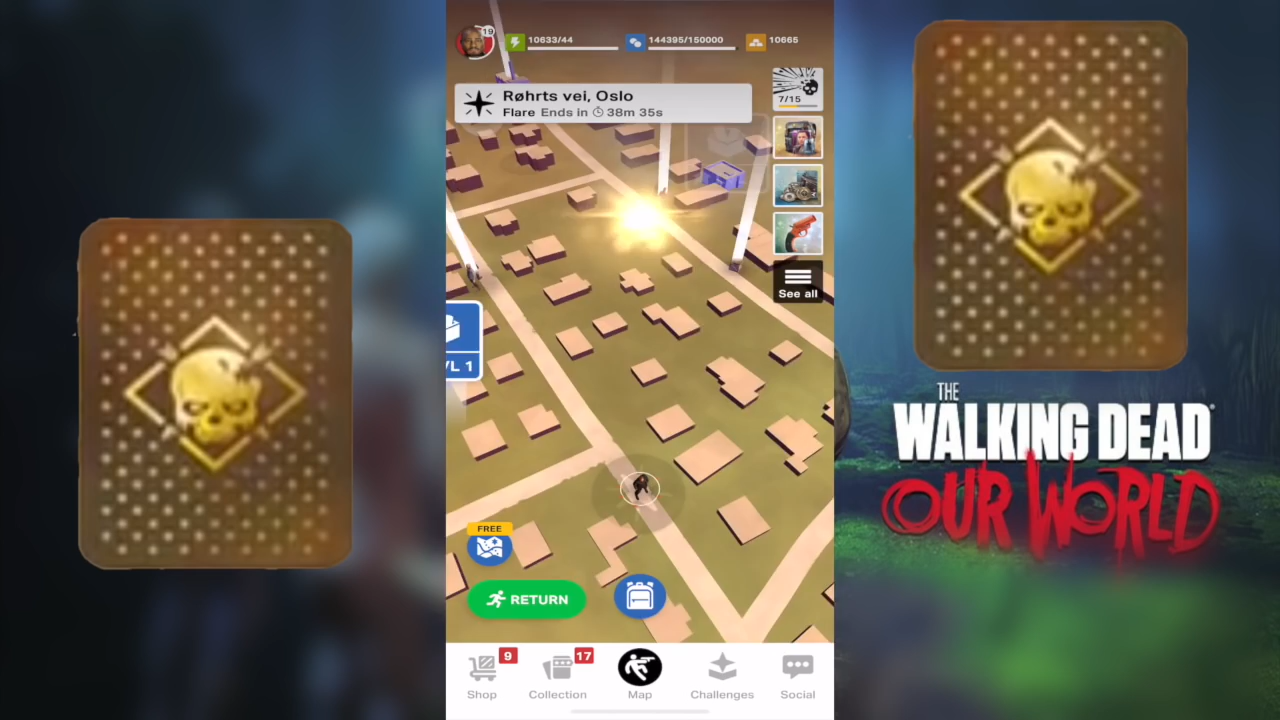 19
10633/44
144395/150000
10665
Røhrts vei, Oslo
Flare Ends in 38m 35s
7/15
See all
VL 1
FREE
RETURN
9
17
Shop
Collection
Map
Challenges
Social
THE
WALKING DEAD
OUR WORLD